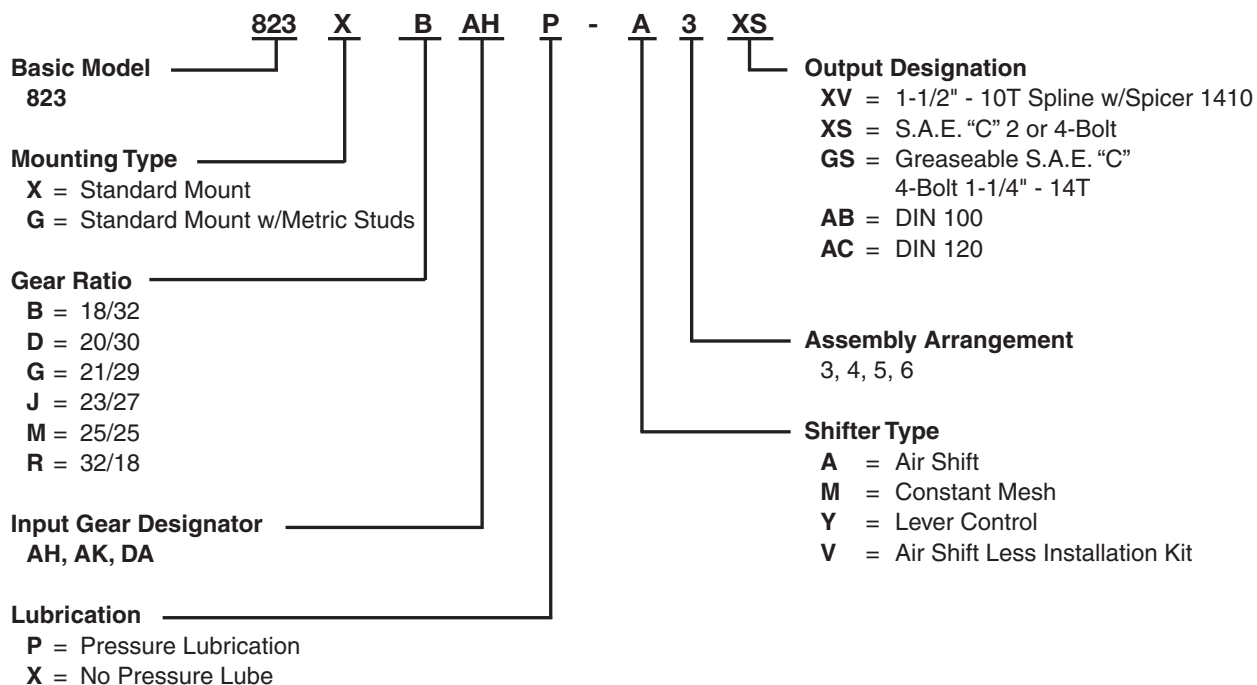 823 X B AH P - A 3 XS
Basic Model
823
Mounting Type
X = Standard Mount
G = Standard Mount w/Metric Studs
Gear Ratio
B = 18/32
D = 20/30
G = 21/29
J = 23/27
M = 25/25
R = 32/18
Input Gear Designator
AH, AK, DA
Lubrication
P = Pressure Lubrication
X = No Pressure Lube
Output Designation
XV = 1-1/2" - 10T Spline w/Spicer 1410
XS = S.A.E. “C” 2 or 4-Bolt
GS = Greaseable S.A.E. “C”
4-Bolt 1-1/4" - 14T
AB = DIN 100
AC = DIN 120
Assembly Arrangement
3, 4, 5, 6
Shifter Type
A = Air Shift
M = Constant Mesh
Y = Lever Control
V = Air Shift Less Installation Kit